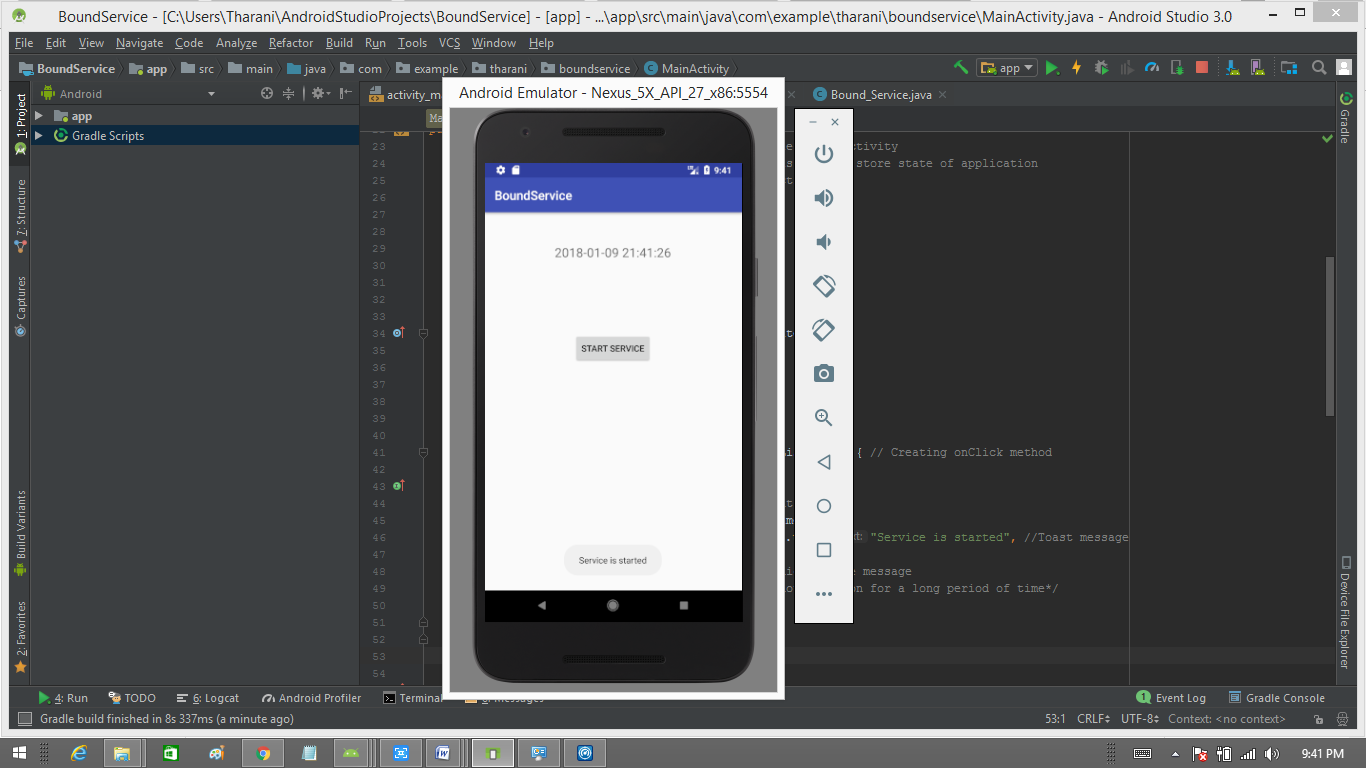 BoundService - [C:\Users\Tharani\AndroidStudioProjects\BoundService] - [app] - ...\app\src\main\java\com\example\tharani\boundservice\MainActivity.java - Android Studio 3.0
File Edit View Navigate Code Analyze Refactor Build Run Tools VCS Window Help
BoundService app src main java com example tharani boundservice MainActivity
app
Android
activity_m
Bound_Service.java
Android Emulator - Nexus_5X_API_27_x86:5554
app
Gradle Scripts
1: Project
7: Structure
Captures
Build Variants
2: Favorites
Gradle
Device File Explorer
Ma
23
24
25
26
27
28
29
30
31
32
33
34
35
36
37
38
39
40
41
42
43
44
45
46
47
48
49
50
51
52
53
54
ctivity
store state of application
{ // Creating onClick method
"Service is started", //Toast message
e message
on for a long period of time*/
9:41
BoundService
2018-01-09 21:41:26
START SERVICE
Service is started
4: Run TODO 6: Logcat Android Profiler Terminal Event Log Gradle Console
Gradle build finished in 8s 337ms (a minute ago) 53:1 CRLF UTF-8 Context: <no context>
9:41 PM